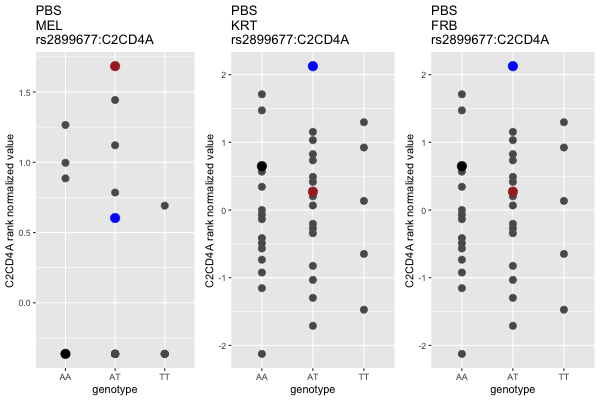 PBS
MEL
rs2899677:C2CD4A
C2CD4A rank normalized value
1.5
1.0
0.5
0.0
AA AT TT
genotype
PBS
KRT
rs2899677:C2CD4A
C2CD4A rank normalized value
2
1
0
-1
-2
AA AT TT
genotype
PBS
FRB
rs2899677:C2CD4A
C2CD4A rank normalized value
2
1
0
-1
-2
AA AT TT
genotype